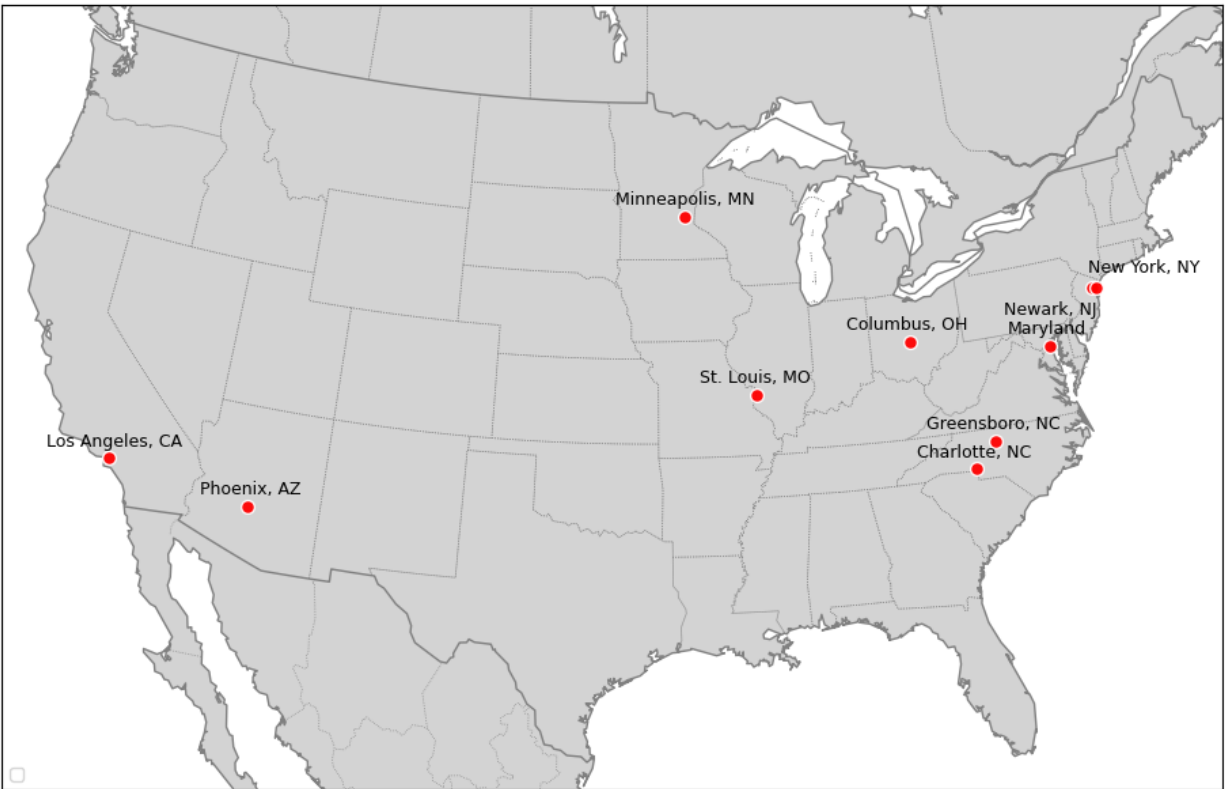 Minneapolis, MN
New York, NY
Newark, NJ
Columbus, OH
Maryland
St. Louis, MO
Greensboro, NC
Los Angeles, CA
Charlotte, NC
Phoenix, AZ